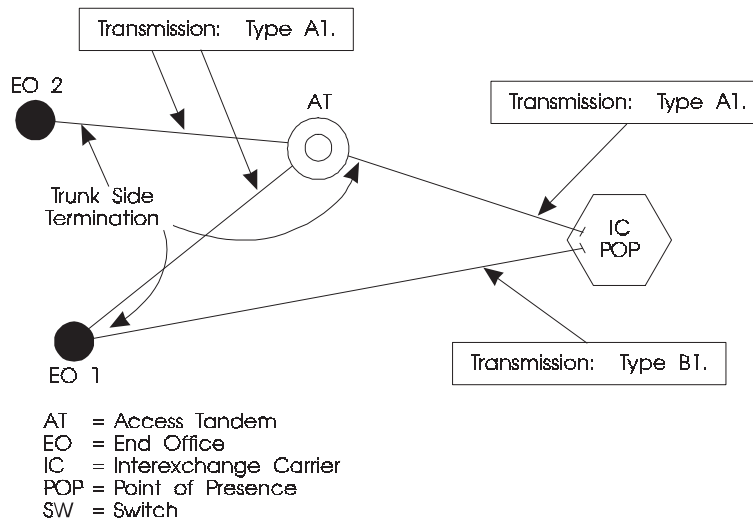 Transmission: Type A1.
EO 2
AT
Transmission: Type A1.
Trunk Side
Termination
IC
POP
EO 1
Transmission: Type B1.
AT = Access Tandem
EO = End Office
IC = Interexchange Carrier
POP = Point of Presence
SW = Switch